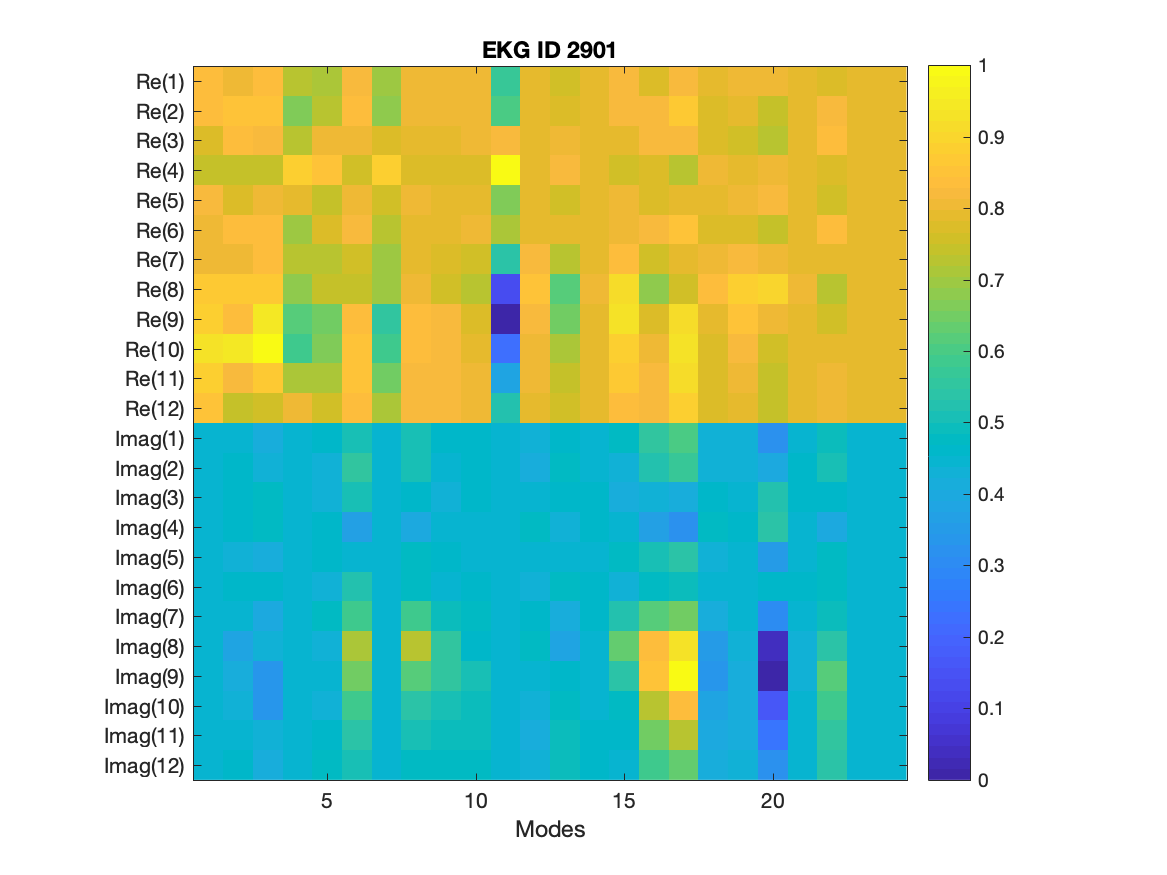 EKG ID 2901
Re(1)
Re(2)
Re(3)
Re(4)
Re(5)
Re(6)
Re(7)
Re(8)
Re(9)
Re(10)
Re(11)
Re(12)
Imag(1)
Imag(2)
Imag(3)
Imag(4)
Imag(5)
Imag(6)
Imag(7)
Imag(8)
Imag(9)
Imag(10)
Imag(11)
Imag(12)
5 10 15 20
Modes
1
0.9
0.8
0.7
0.6
0.5
0.4
0.3
0.2
0.1
0